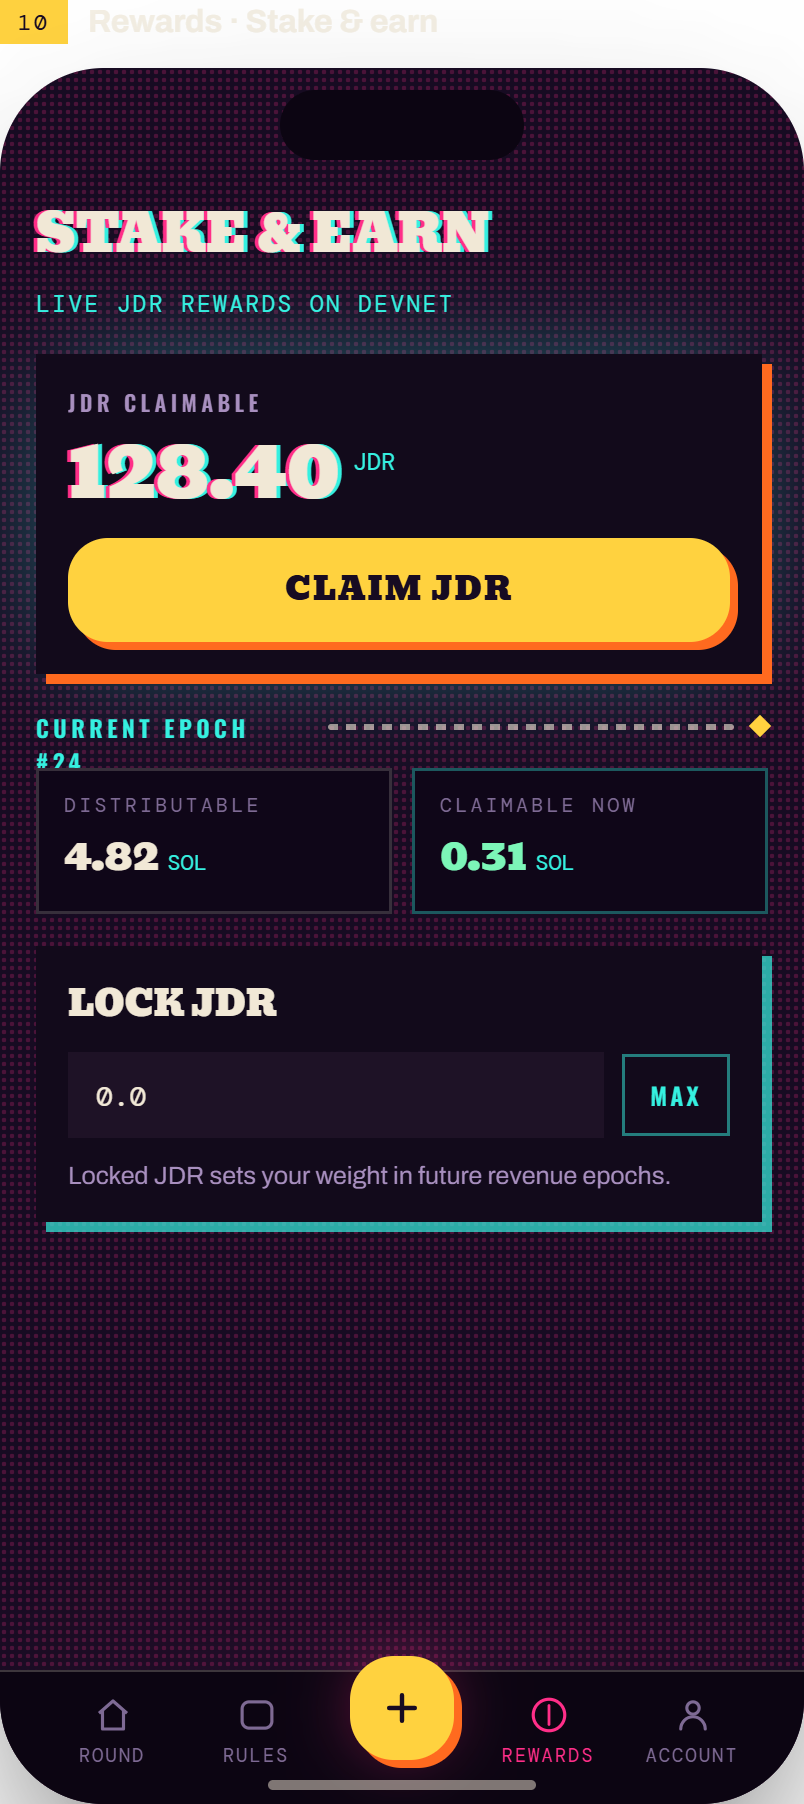 10 Rewards · Stake & earn
STAKE & EARN
LIVE JDR REWARDS ON DEVNET
JDR CLAIMABLE
128.40 JDR
CLAIM JDR
CURRENT EPOCH
#24
DISTRIBUTABLE
4.82 SOL
CLAIMABLE NOW
0.31 SOL
LOCK JDR
0.0
MAX
Locked JDR sets your weight in future revenue epochs.
ROUND
RULES
REWARDS
ACCOUNT